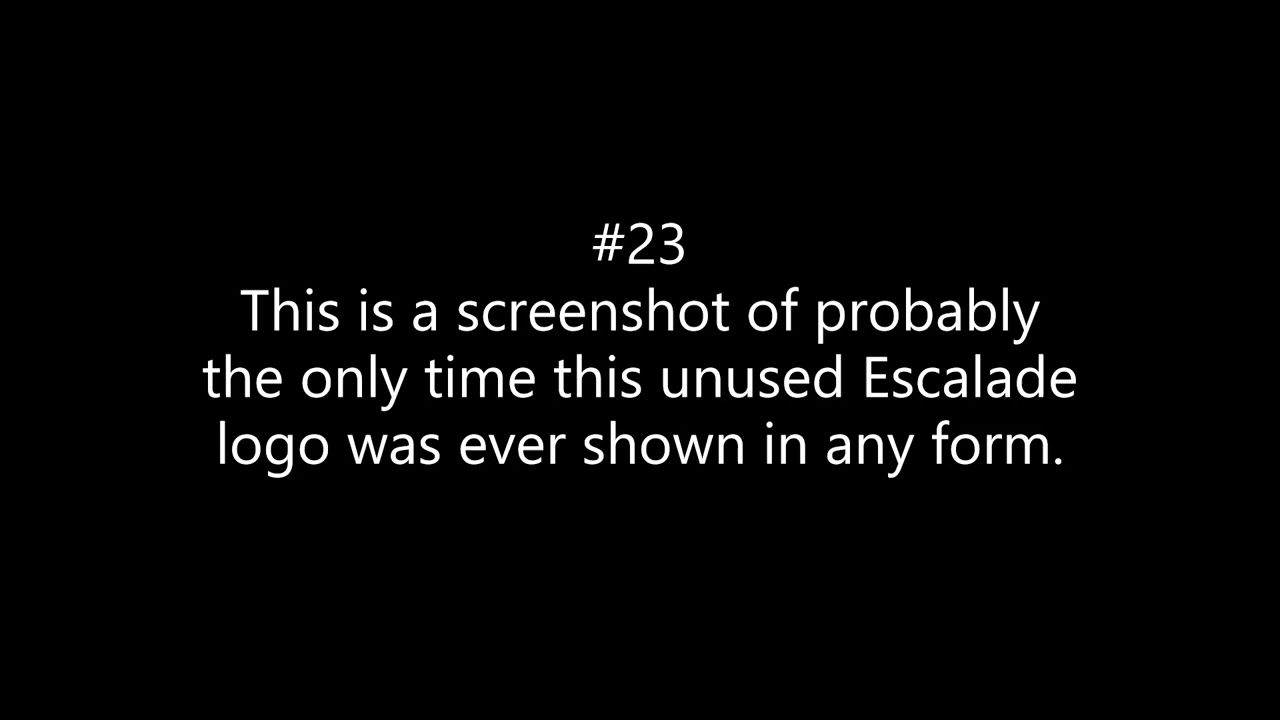 #23
This is a screenshot of probably
the only time this unused Escalade
logo was ever shown in any form.